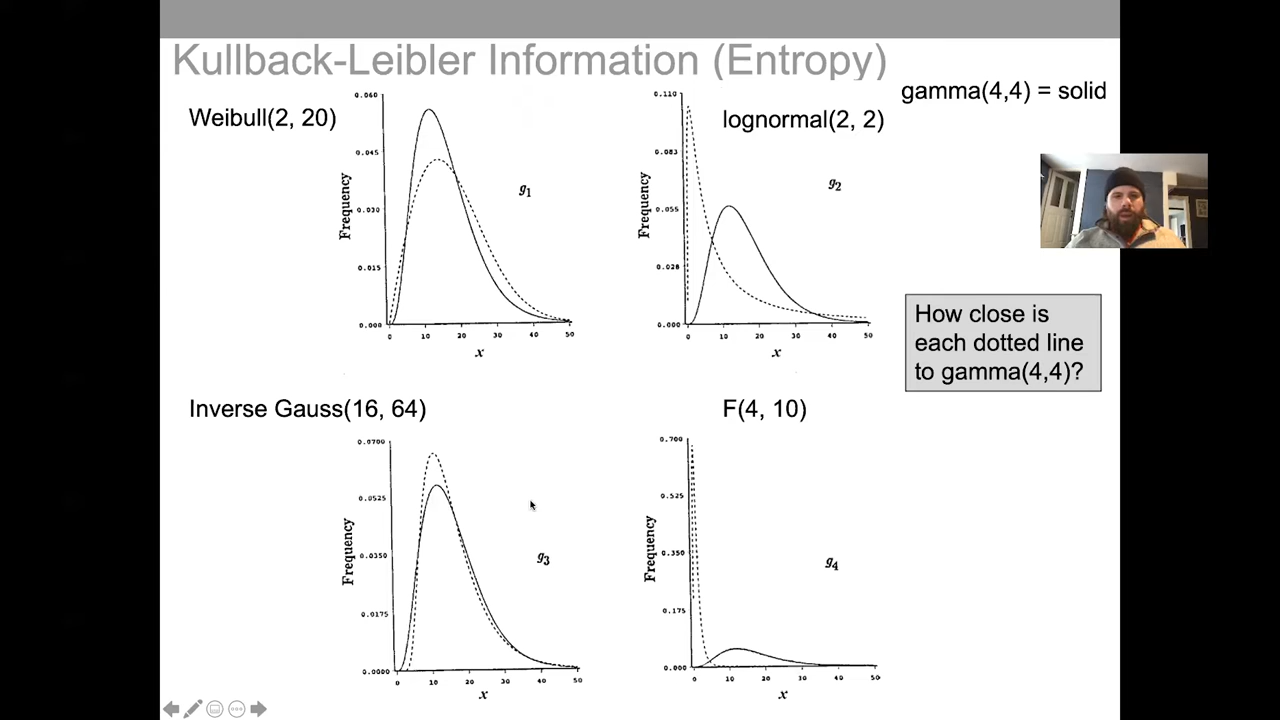 Kullback-Leibler Information (Entropy)
gamma(4,4) = solid
Weibull(2, 20)
0.060
0.045
0.030
0.015
0.000
Frequency
g1
0
10
20
30
40
50
x
lognormal(2, 2)
0.110
0.083
0.055
0.028
0.000
Frequency
g2
0
10
20
30
40
50
x
How close is
each dotted line
to gamma(4,4)?
Inverse Gauss(16, 64)
0.0700
0.0525
0.0350
0.0175
0.0000
Frequency
g3
0
10
20
30
40
50
x
F(4, 10)
0.700
0.525
0.350
0.175
0.000
Frequency
g4
0
10
20
30
40
50
x